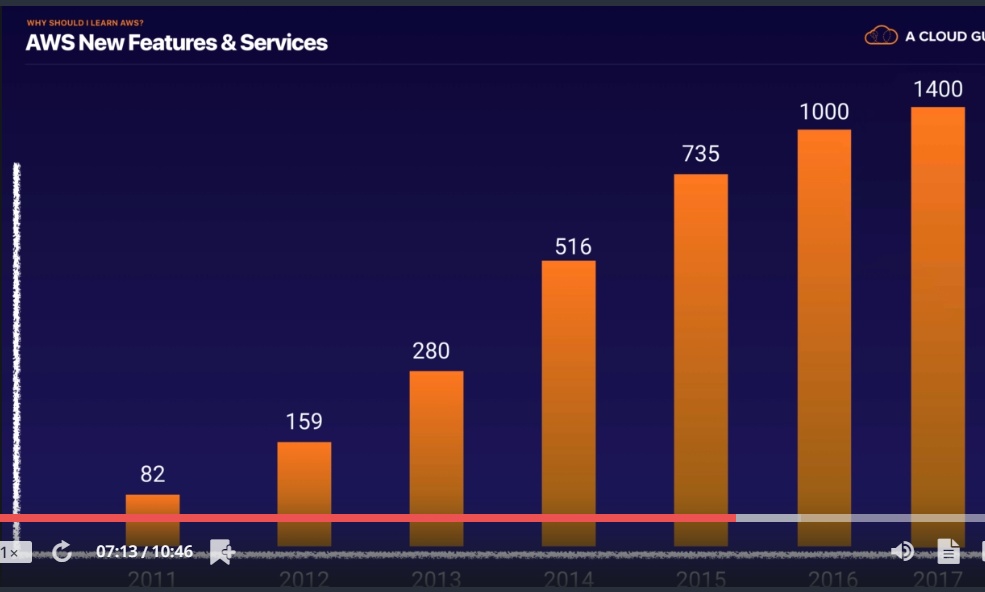 WHY SHOULD I LEARN AWS?
AWS New Features & Services
A CLOUD GU
1400
1000
735
516
280
159
82
1×
07:13 / 10:46
2011 2012 2013 2014 2015 2016 2017